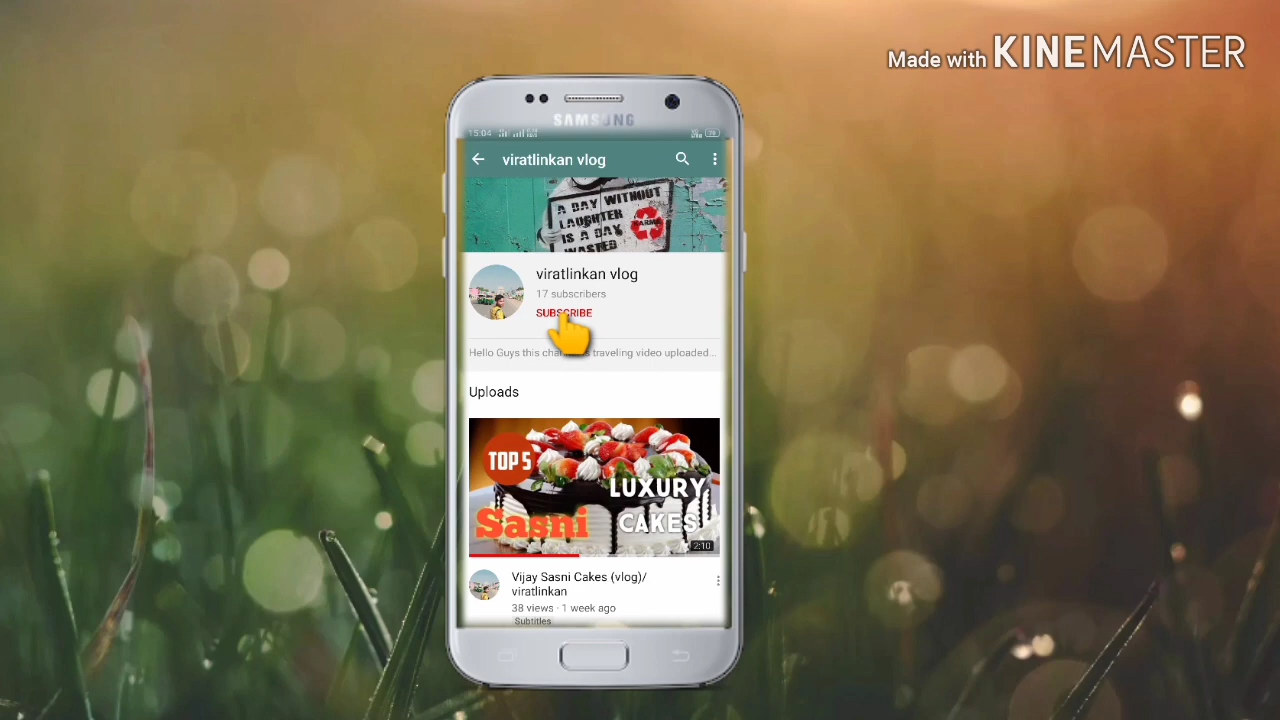 Made with KINEMASTER
SAMSUNG
15:04
viratlinkan vlog
A DAY WITHOUT
LAUGHTER
IS A DAY
WASTED
KARMA
viratlinkan vlog
17 subscribers
SUBSCRIBE
Hello Guys this chan traveling video uploaded...
Uploads
TOP 5
LUXURY
CAKES
Sasni
2:10
Vijay Sasni Cakes (vlog)/
viratlinkan
38 views · 1 week ago
Subtitles